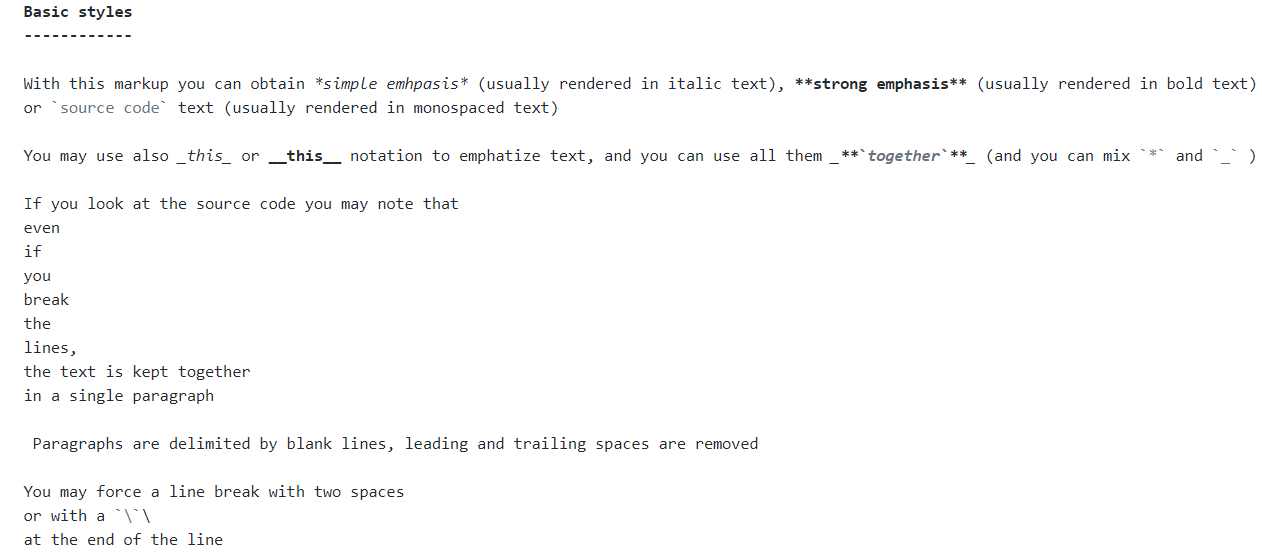 Basic styles
------------
With this markup you can obtain *simple emhpasis* (usually rendered in italic text), **strong emphasis** (usually rendered in bold text)
or `source code` text (usually rendered in monospaced text)
You may use also _this_ or __this__ notation to emphatize text, and you can use all them _**`together`**_ (and you can mix `*` and `_` )
If you look at the source code you may note that
even
if
you
break
the
lines,
the text is kept together
in a single paragraph
Paragraphs are delimited by blank lines, leading and trailing spaces are removed
You may force a line break with two spaces
or with a `\`\
at the end of the line